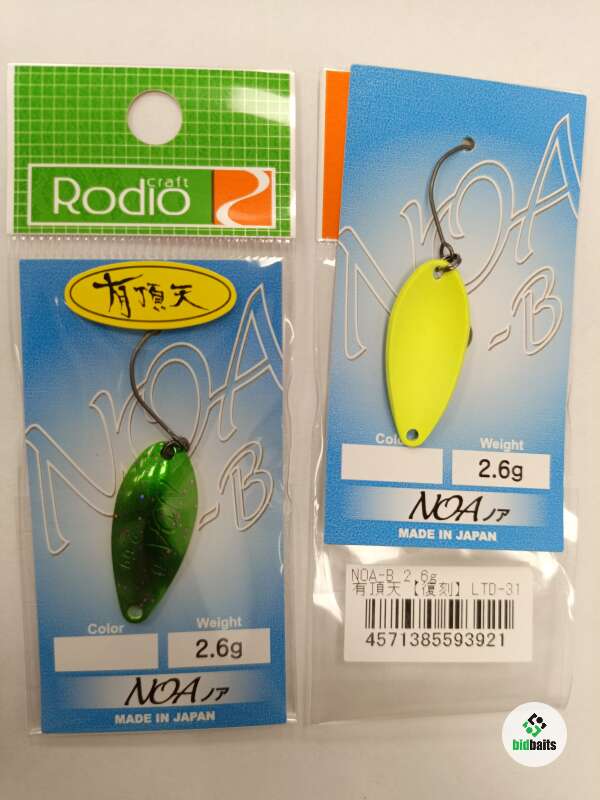 craft
Rodio
有頂天
NOA
-B
Color
Weight
2.6g
NOAノア
MADE IN JAPAN
NOA
-B
Color
Weight
2.6g
NOAノア
MADE IN JAPAN
NOA-B 2.6g
有頂天【復刻】LTD-31
4571385593921
bidbaits